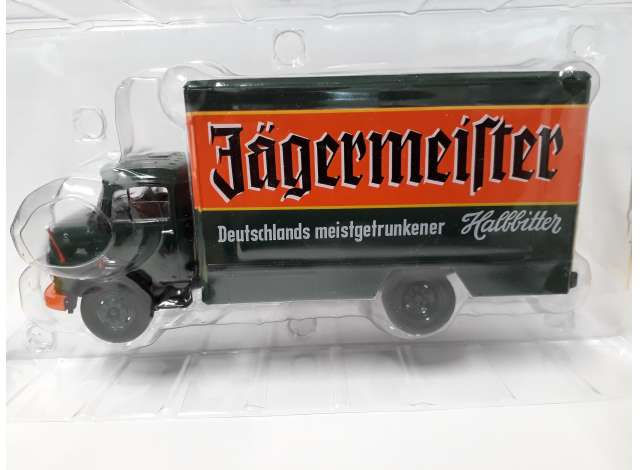 Jägermeiſter
Deutschlands meistgetrunkener Halbbitter